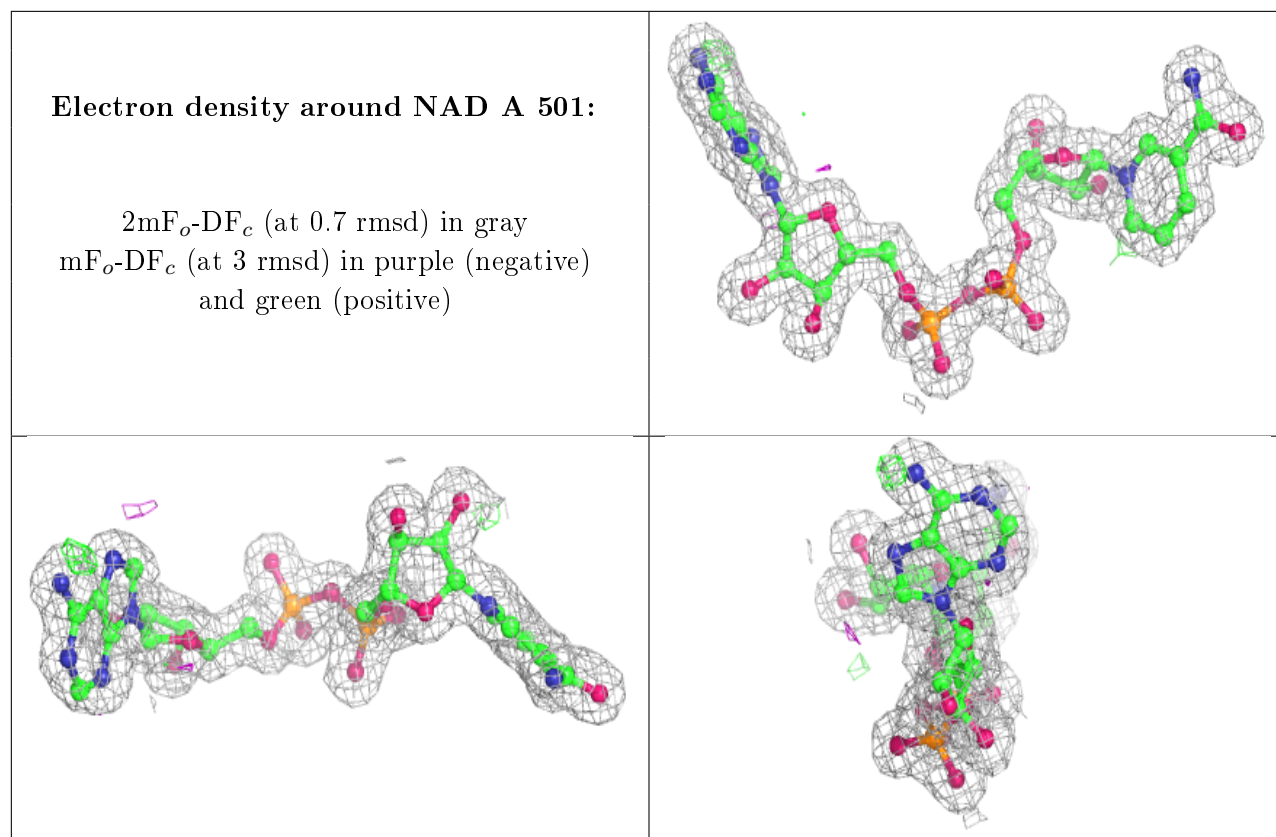 Electron density around NAD A 501:
2mFₒ-DF𝒸 (at 0.7 rmsd) in gray
mFₒ-DF𝒸 (at 3 rmsd) in purple (negative)
and green (positive)